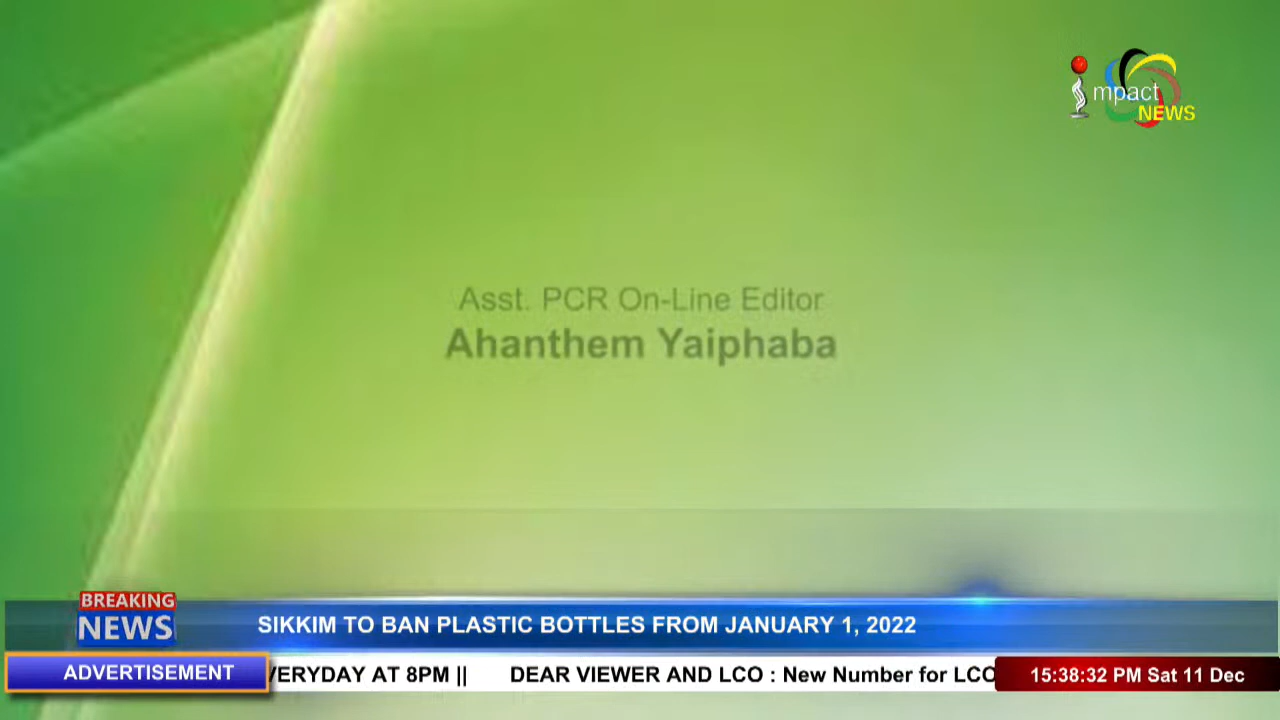 impact
NEWS
Asst. PCR On-Line Editor
Ahanthem Yaiphaba
BREAKING
NEWS
SIKKIM TO BAN PLASTIC BOTTLES FROM JANUARY 1, 2022
ADVERTISEMENT
VERYDAY AT 8PM || DEAR VIEWER AND LCO : New Number for LCO
15:38:32 PM Sat 11 Dec